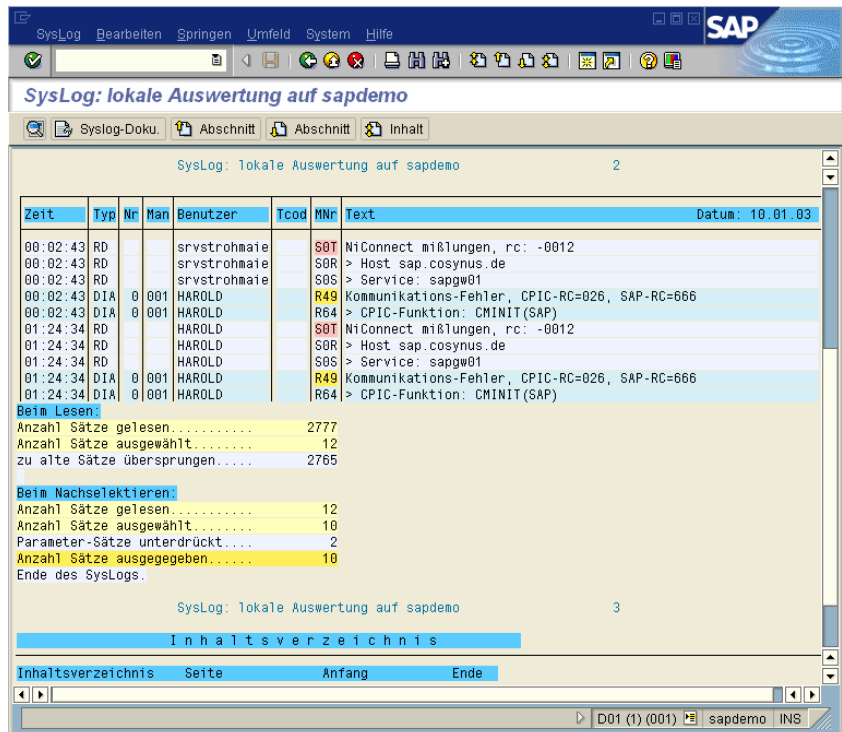 SysLog Bearbeiten Springen Umfeld System Hilfe
SAP
SysLog: lokale Auswertung auf sapdemo
Syslog-Doku. Abschnitt Abschnitt Inhalt
SysLog: lokale Auswertung auf sapdemo 2
Zeit Typ Nr Man Benutzer Tcod MNr Text Datum: 10.01.03
00:02:43 RD srvstrohmaie S0T NiConnect mißlungen, rc: -0012
00:02:43 RD srvstrohmaie S0R > Host sap.cosynus.de
00:02:43 RD srvstrohmaie S0S > Service: sapgw01
00:02:43 DIA 0 001 HAROLD R49 Kommunikations-Fehler, CPIC-RC=026, SAP-RC=666
00:02:43 DIA 0 001 HAROLD R64 > CPIC-Funktion: CMINIT(SAP)
01:24:34 RD HAROLD S0T NiConnect mißlungen, rc: -0012
01:24:34 RD HAROLD S0R > Host sap.cosynus.de
01:24:34 RD HAROLD S0S > Service: sapgw01
01:24:34 DIA 0 001 HAROLD R49 Kommunikations-Fehler, CPIC-RC=026, SAP-RC=666
01:24:34 DIA 0 001 HAROLD R64 > CPIC-Funktion: CMINIT(SAP)
Beim Lesen:
Anzahl Sätze gelesen........... 2777
Anzahl Sätze ausgewählt........ 12
zu alte Sätze übersprungen..... 2765
Beim Nachselektieren:
Anzahl Sätze gelesen........... 12
Anzahl Sätze ausgewählt........ 10
Parameter-Sätze unterdrückt.... 2
Anzahl Sätze ausgegegeben...... 10
Ende des SysLogs.
SysLog: lokale Auswertung auf sapdemo 3
I n h a l t s v e r z e i c h n i s
Inhaltsverzeichnis Seite Anfang Ende
D01 (1) (001) sapdemo INS